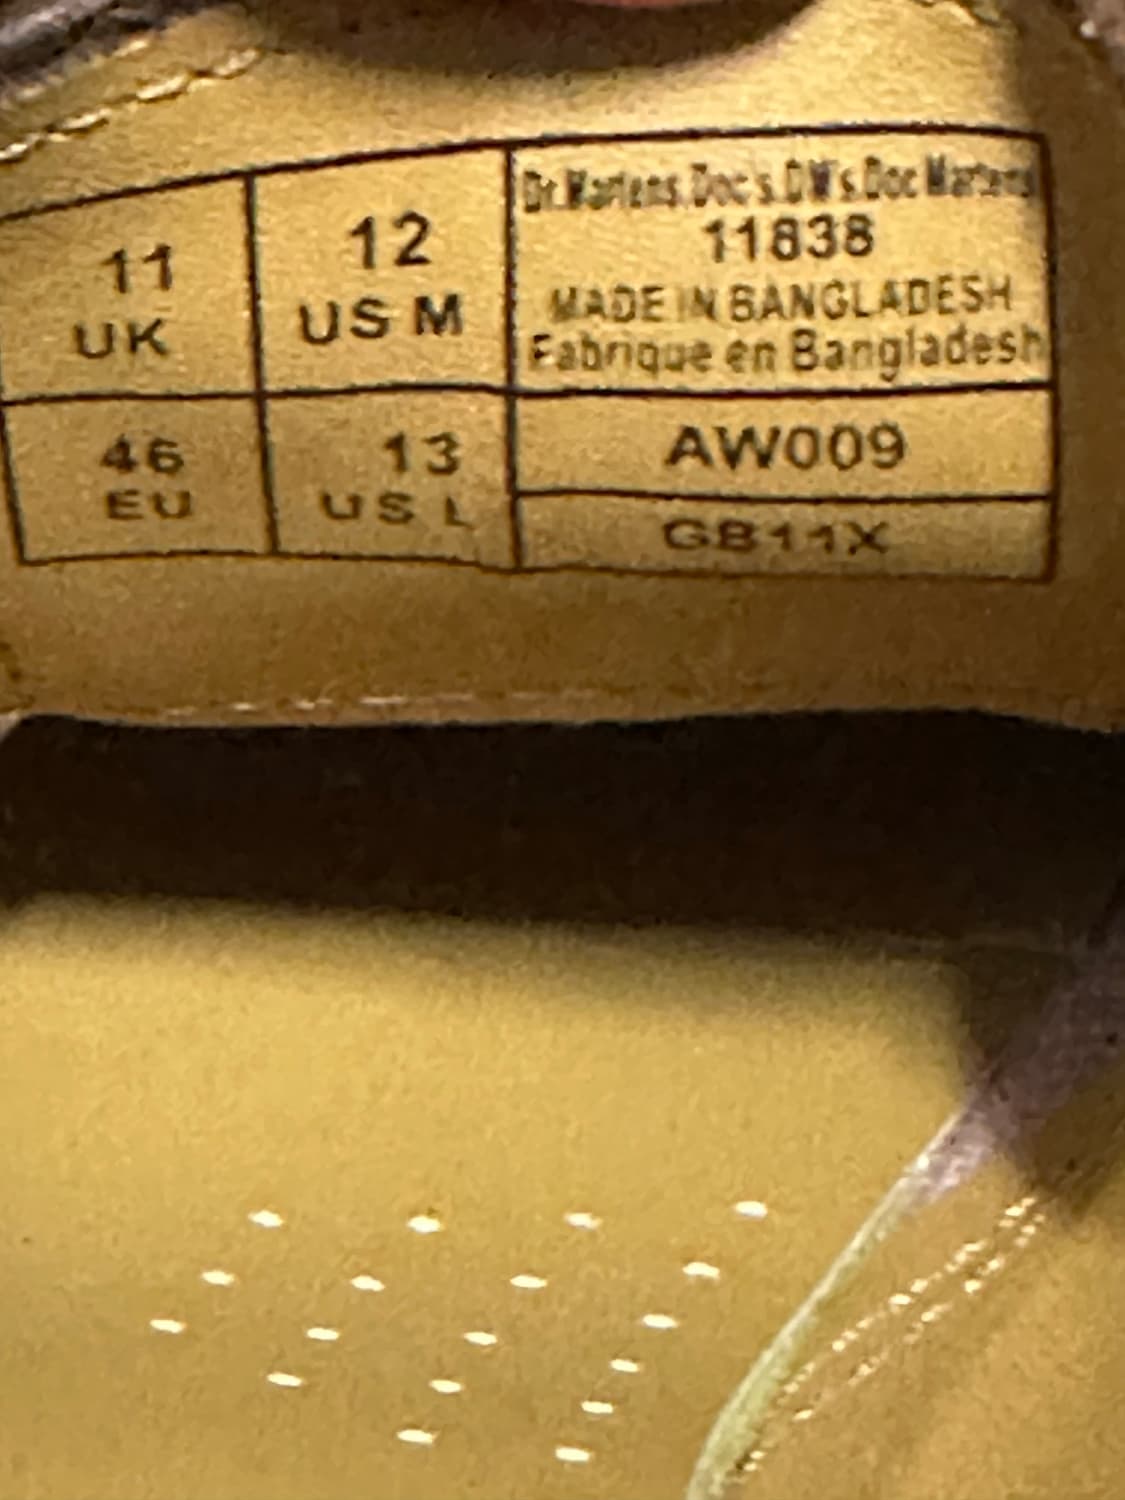 11
UK
12
US M
Dr.Martens.Doc's.DM's.Doc Martens
11838
MADE IN BANGLADESH
Fabrique en Bangladesh
46
EU
13
US L
AW009
GB11X